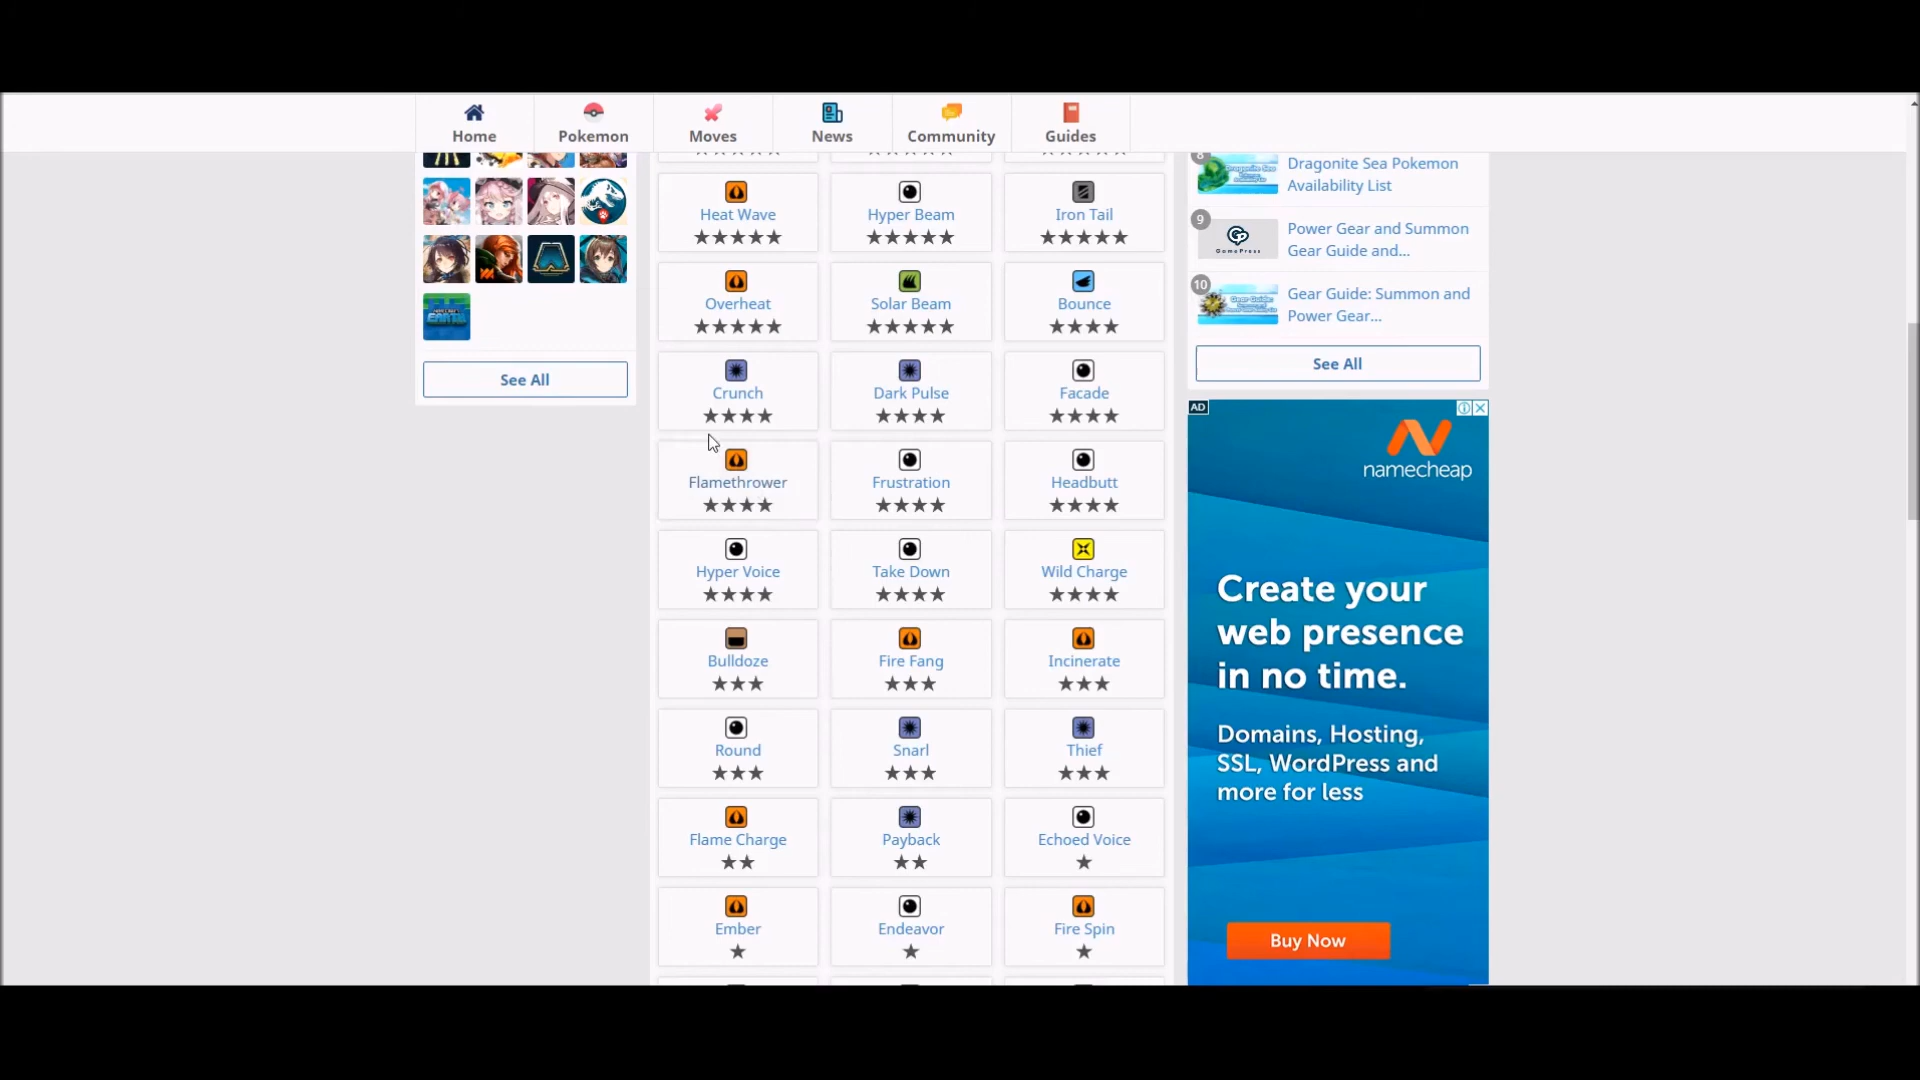 Home
Pokemon
Moves
News
Community
Guides
See All
Heat Wave
★★★★★
Hyper Beam
★★★★★
Iron Tail
★★★★★
Overheat
★★★★★
Solar Beam
★★★★★
Bounce
★★★★
Crunch
★★★★
Dark Pulse
★★★★
Facade
★★★★
Flamethrower
★★★★
Frustration
★★★★
Headbutt
★★★★
Hyper Voice
★★★★
Take Down
★★★★
Wild Charge
★★★★
Bulldoze
★★★
Fire Fang
★★★
Incinerate
★★★
Round
★★★
Snarl
★★★
Thief
★★★
Flame Charge
★★
Payback
★★
Echoed Voice
★
Ember
★
Endeavor
★
Fire Spin
★
8
Dragonite Sea Pokemon
Availability List
9
GamePress
Power Gear and Summon
Gear Guide and...
10
Gear Guide: Summon and
Power Gear...
See All
AD
namecheap
Create your
web presence
in no time.
Domains, Hosting,
SSL, WordPress and
more for less
Buy Now